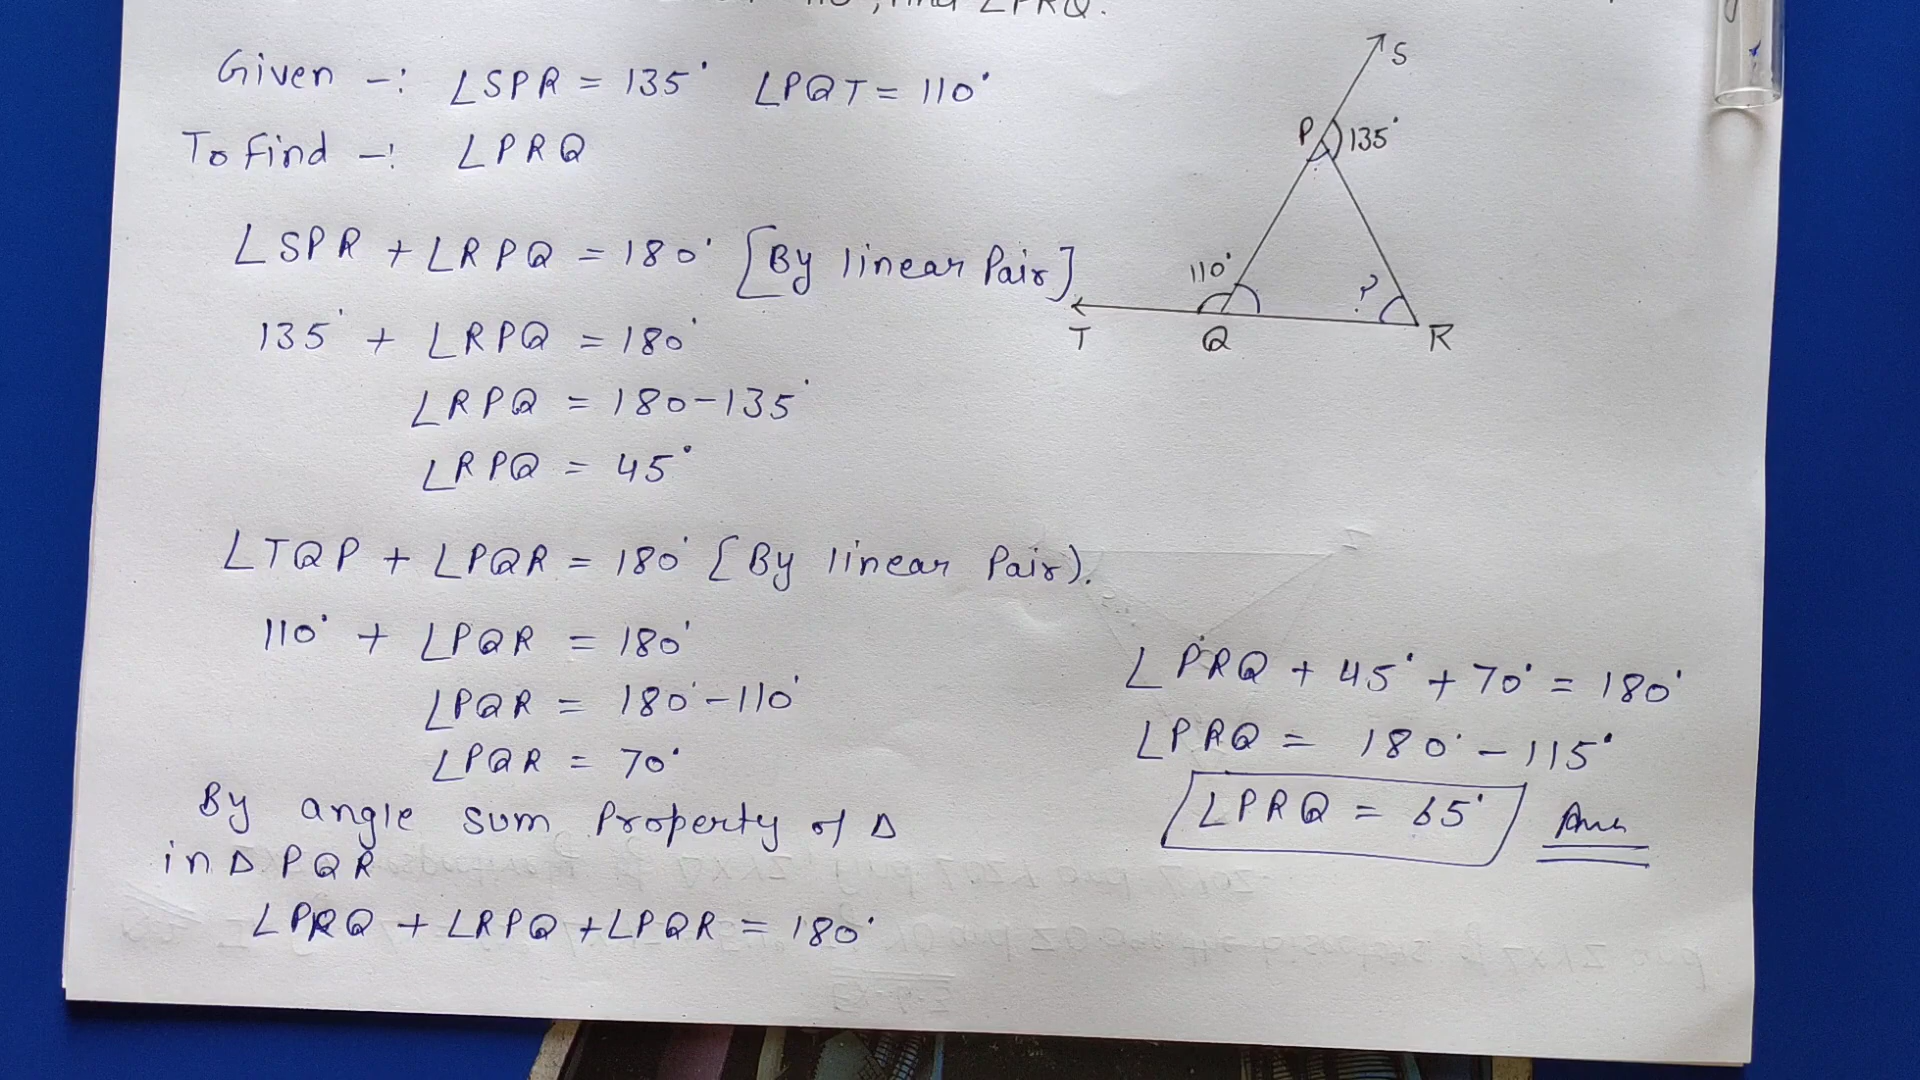 , find ∠PRQ.
Given -: ∠SPR = 135° ∠PQT = 110°
To find -: ∠PRQ
∠SPR + ∠RPQ = 180° [By linear Pair]
135° + ∠RPQ = 180°
∠RPQ = 180-135°
∠RPQ = 45°
∠TQP + ∠PQR = 180° [By linear Pair).
110° + ∠PQR = 180°
∠PQR = 180°-110°
∠PQR = 70°
By angle sum Property of Δ
in Δ PQR
∠PRQ + ∠RPQ + ∠PQR = 180°
S
P 135°
110° ?
T Q R
∠PRQ + 45° + 70° = 180°
∠PRQ = 180° - 115°
∠PRQ = 65° Ans